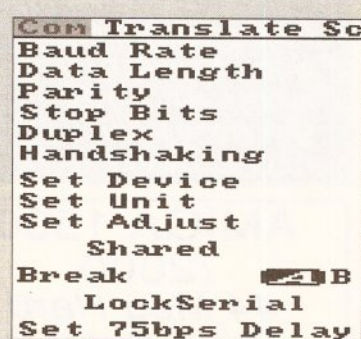 Com Translate Sc
Baud Rate
Data Length
Parity
Stop Bits
Duplex
Handshaking
Set Device
Set Unit
Set Adjust
Shared
Break A B
LockSerial
Set 75bps Delay